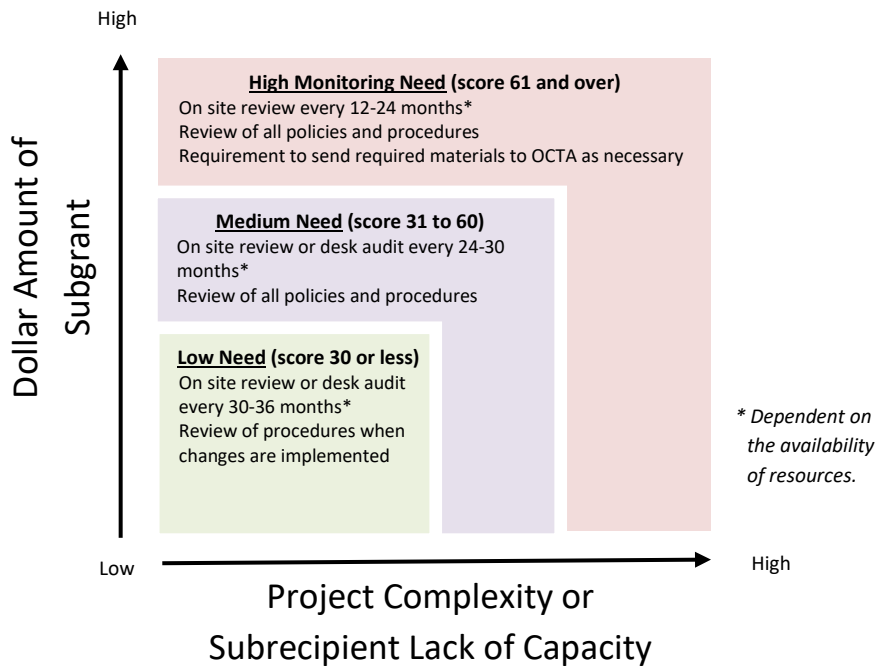 High
Dollar Amount of
Subgrant
High Monitoring Need (score 61 and over)
On site review every 12-24 months*
Review of all policies and procedures
Requirement to send required materials to OCTA as necessary
Medium Need (score 31 to 60)
On site review or desk audit every 24-30
months*
Review of all policies and procedures
Low Need (score 30 or less)
On site review or desk audit
every 30-36 months*
Review of procedures when
changes are implemented
* Dependent on
the availability
of resources.
Low
High
Project Complexity or
Subrecipient Lack of Capacity